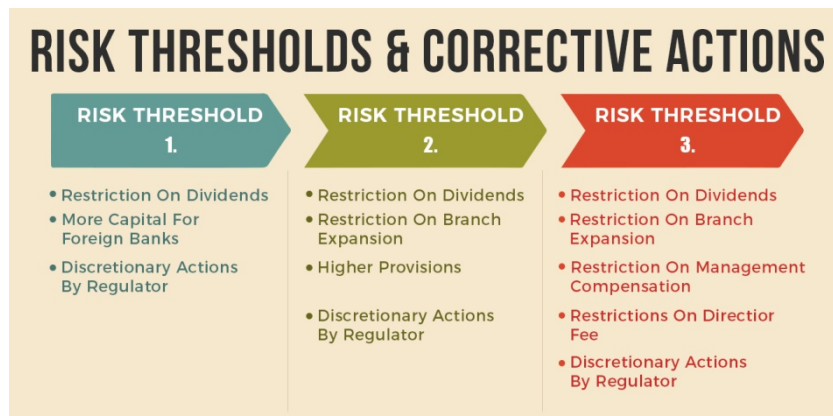 RISK THRESHOLDS & CORRECTIVE ACTIONS
RISK THRESHOLD
1.
• Restriction On Dividends
• More Capital For
Foreign Banks
• Discretionary Actions
By Regulator
RISK THRESHOLD
2.
• Restriction On Dividends
• Restriction On Branch
Expansion
• Higher Provisions
• Discretionary Actions
By Regulator
RISK THRESHOLD
3.
• Restriction On Dividends
• Restriction On Branch
Expansion
• Restriction On Management
Compensation
• Restrictions On Directior
Fee
• Discretionary Actions
By Regulator